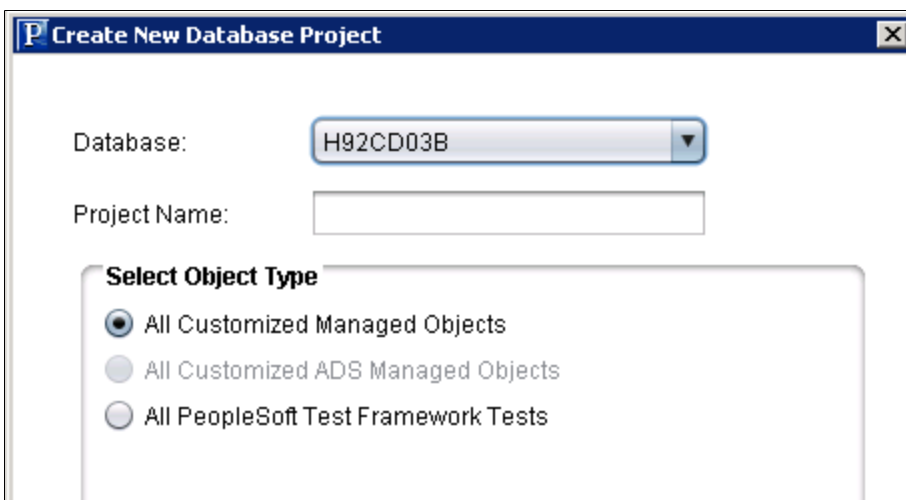 P Create New Database Project
Database: H92CD03B
Project Name:
Select Object Type
All Customized Managed Objects
All Customized ADS Managed Objects
All PeopleSoft Test Framework Tests